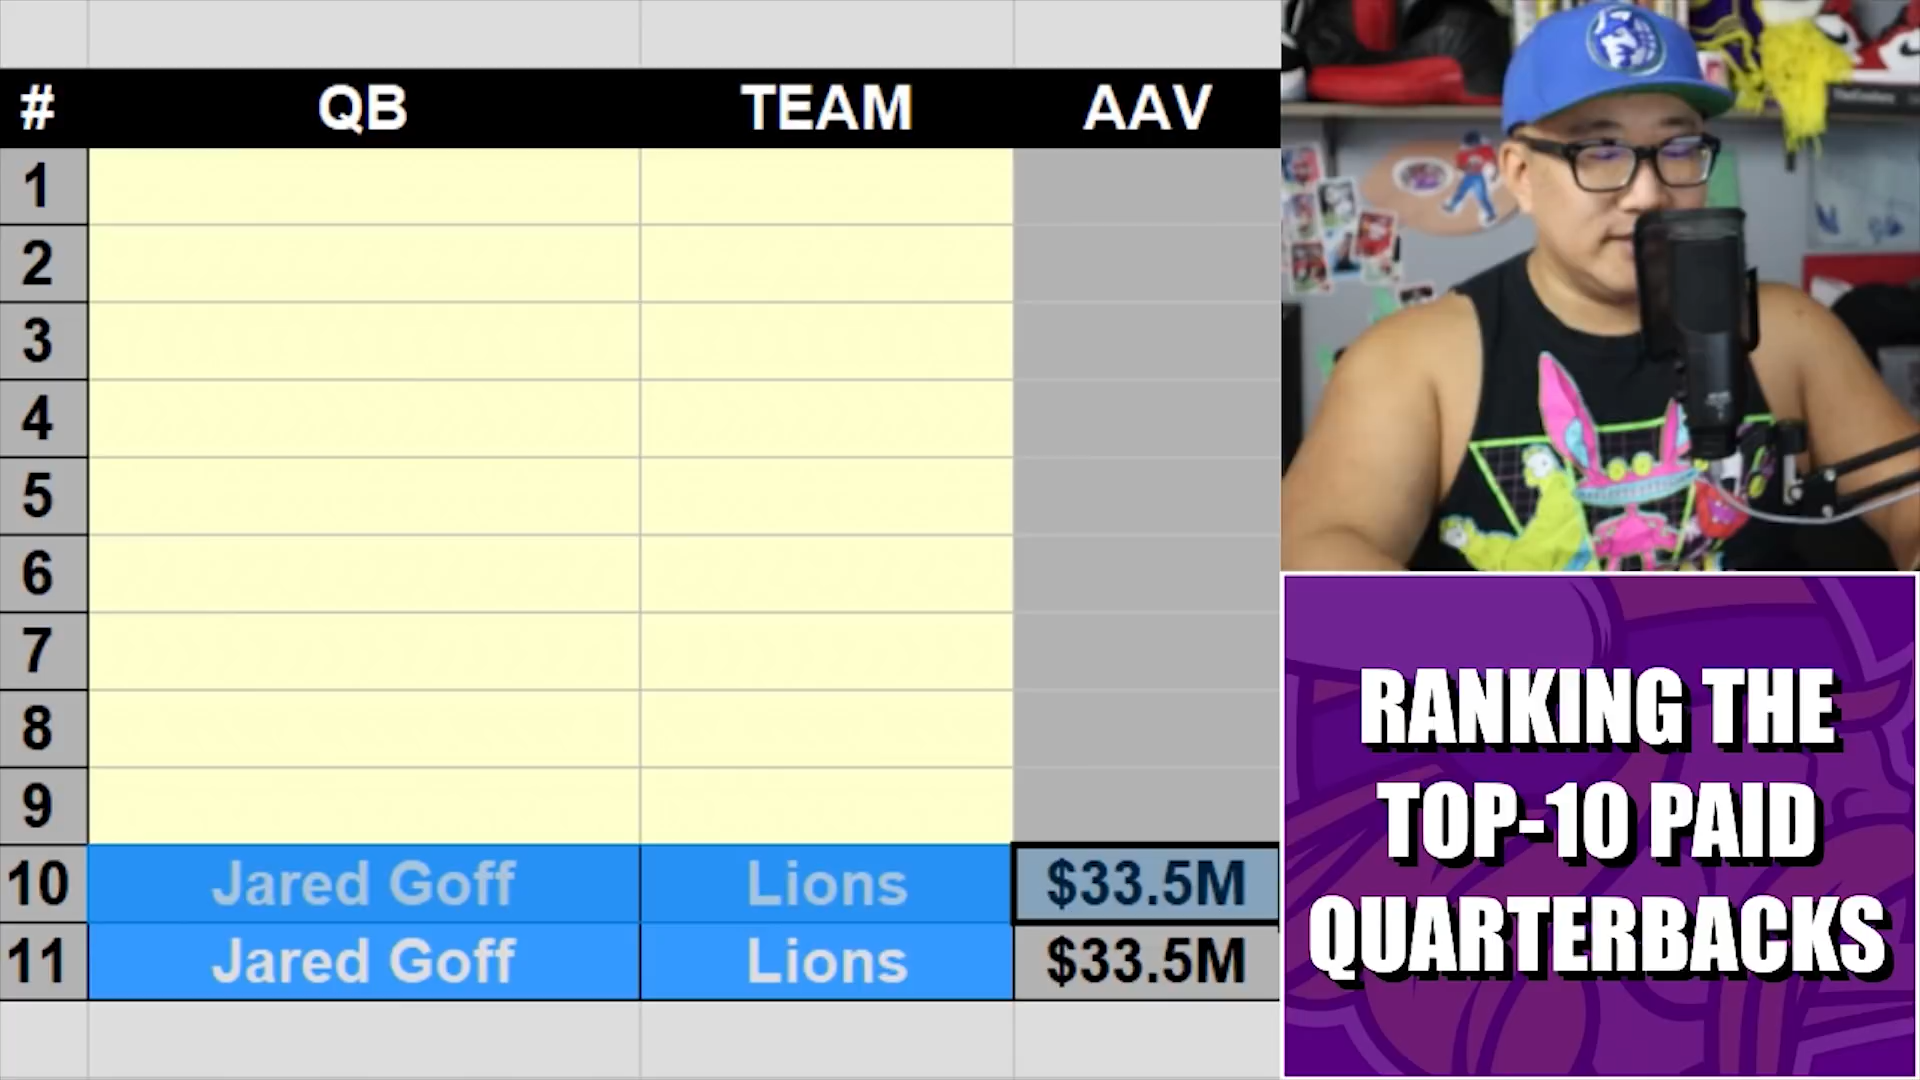 # QB TEAM AAV
1
2
3
4
5
6
7
8
9
10 Jared Goff Lions $33.5M
11 Jared Goff Lions $33.5M
RANKING THE
TOP-10 PAID
QUARTERBACKS